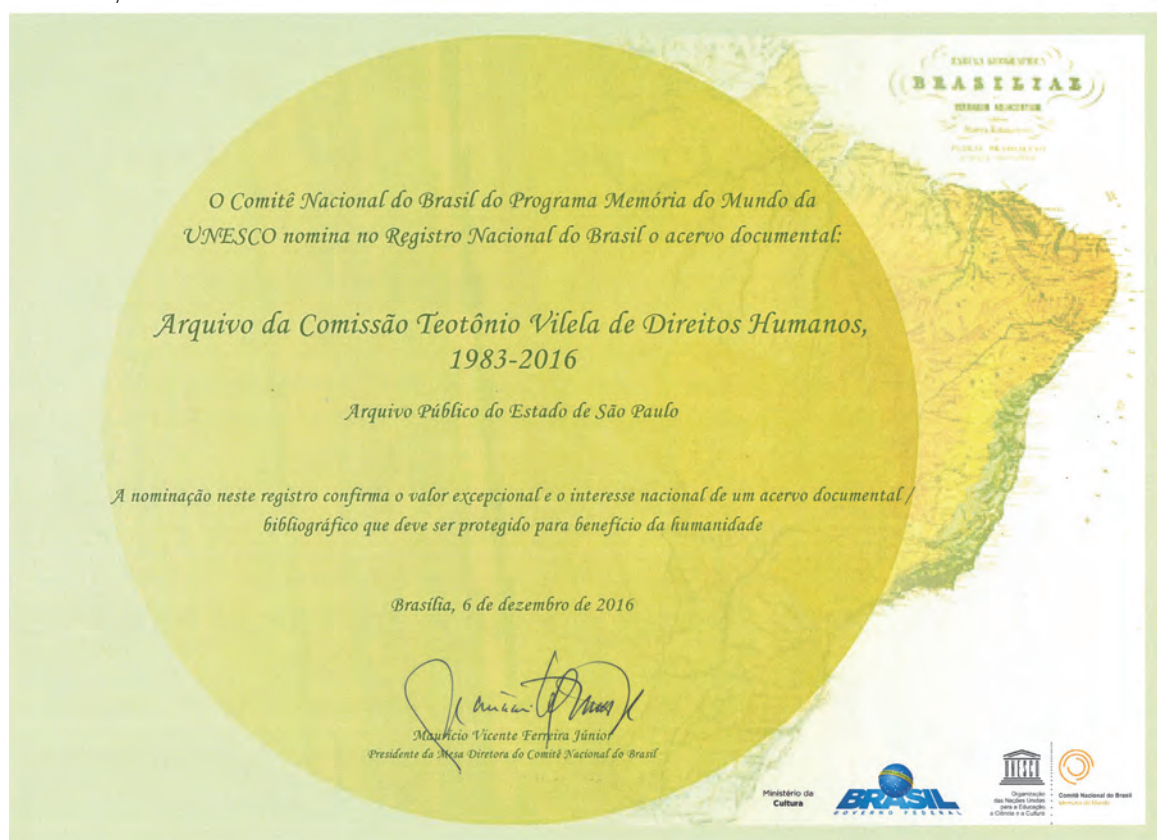 BRASILIAE
O Comitê Nacional do Brasil do Programa Memória do Mundo da
UNESCO nomina no Registro Nacional do Brasil o acervo documental:
Arquivo da Comissão Teotônio Vilela de Direitos Humanos,
1983-2016
Arquivo Público do Estado de São Paulo
A nominação neste registro confirma o valor excepcional e o interesse nacional de um acervo documental /
bibliográfico que deve ser protegido para benefício da humanidade
Brasília, 6 de dezembro de 2016
Maurício Vicente Ferreira Júnior
Presidente da Mesa Diretora do Comitê Nacional do Brasil
Ministério da
Cultura
BRASIL
GOVERNO FEDERAL
UNESCO
Organização
das Nações Unidas
para a Educação,
a Ciência e a Cultura
Comitê Nacional do Brasil
Memória do Mundo